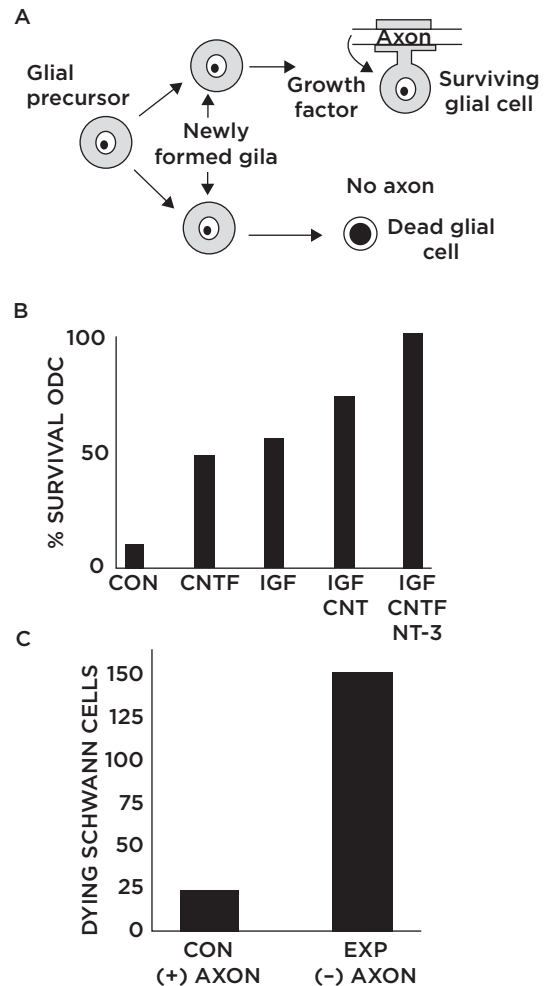 A
Glial
precursor
Newly
formed gila
Growth
factor
Axon
Surviving
glial cell
No axon
Dead glial
cell
B
% SURVIVAL ODC
100
50
0
CON
CNTF
IGF
IGF
CNT
IGF
CNTF
NT-3
C
DYING SCHWANN CELLS
150
125
100
75
50
25
0
CON
(+) AXON
EXP
(−) AXON